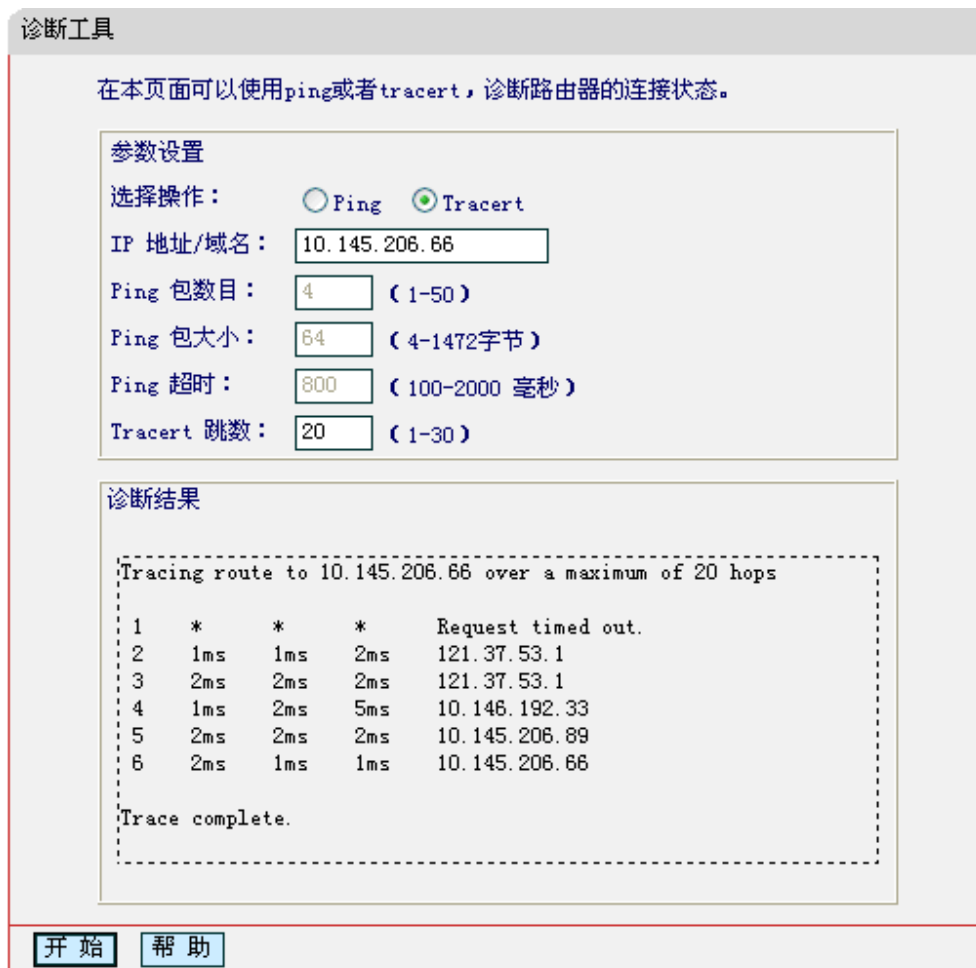 诊断工具
在本页面可以使用ping或者tracert，诊断路由器的连接状态。
参数设置
选择操作： Ping Tracert
IP 地址/域名： 10.145.206.66
Ping 包数目： 4 （1-50）
Ping 包大小： 64 （4-1472字节）
Ping 超时： 800 （100-2000 毫秒）
Tracert 跳数： 20 （1-30）
诊断结果
Tracing route to 10.145.206.66 over a maximum of 20 hops
1 * * * Request timed out.
2 1ms 1ms 2ms 121.37.53.1
3 2ms 2ms 2ms 121.37.53.1
4 1ms 2ms 5ms 10.146.192.33
5 2ms 2ms 2ms 10.145.206.89
6 2ms 1ms 1ms 10.145.206.66
Trace complete.
开 始 帮 助